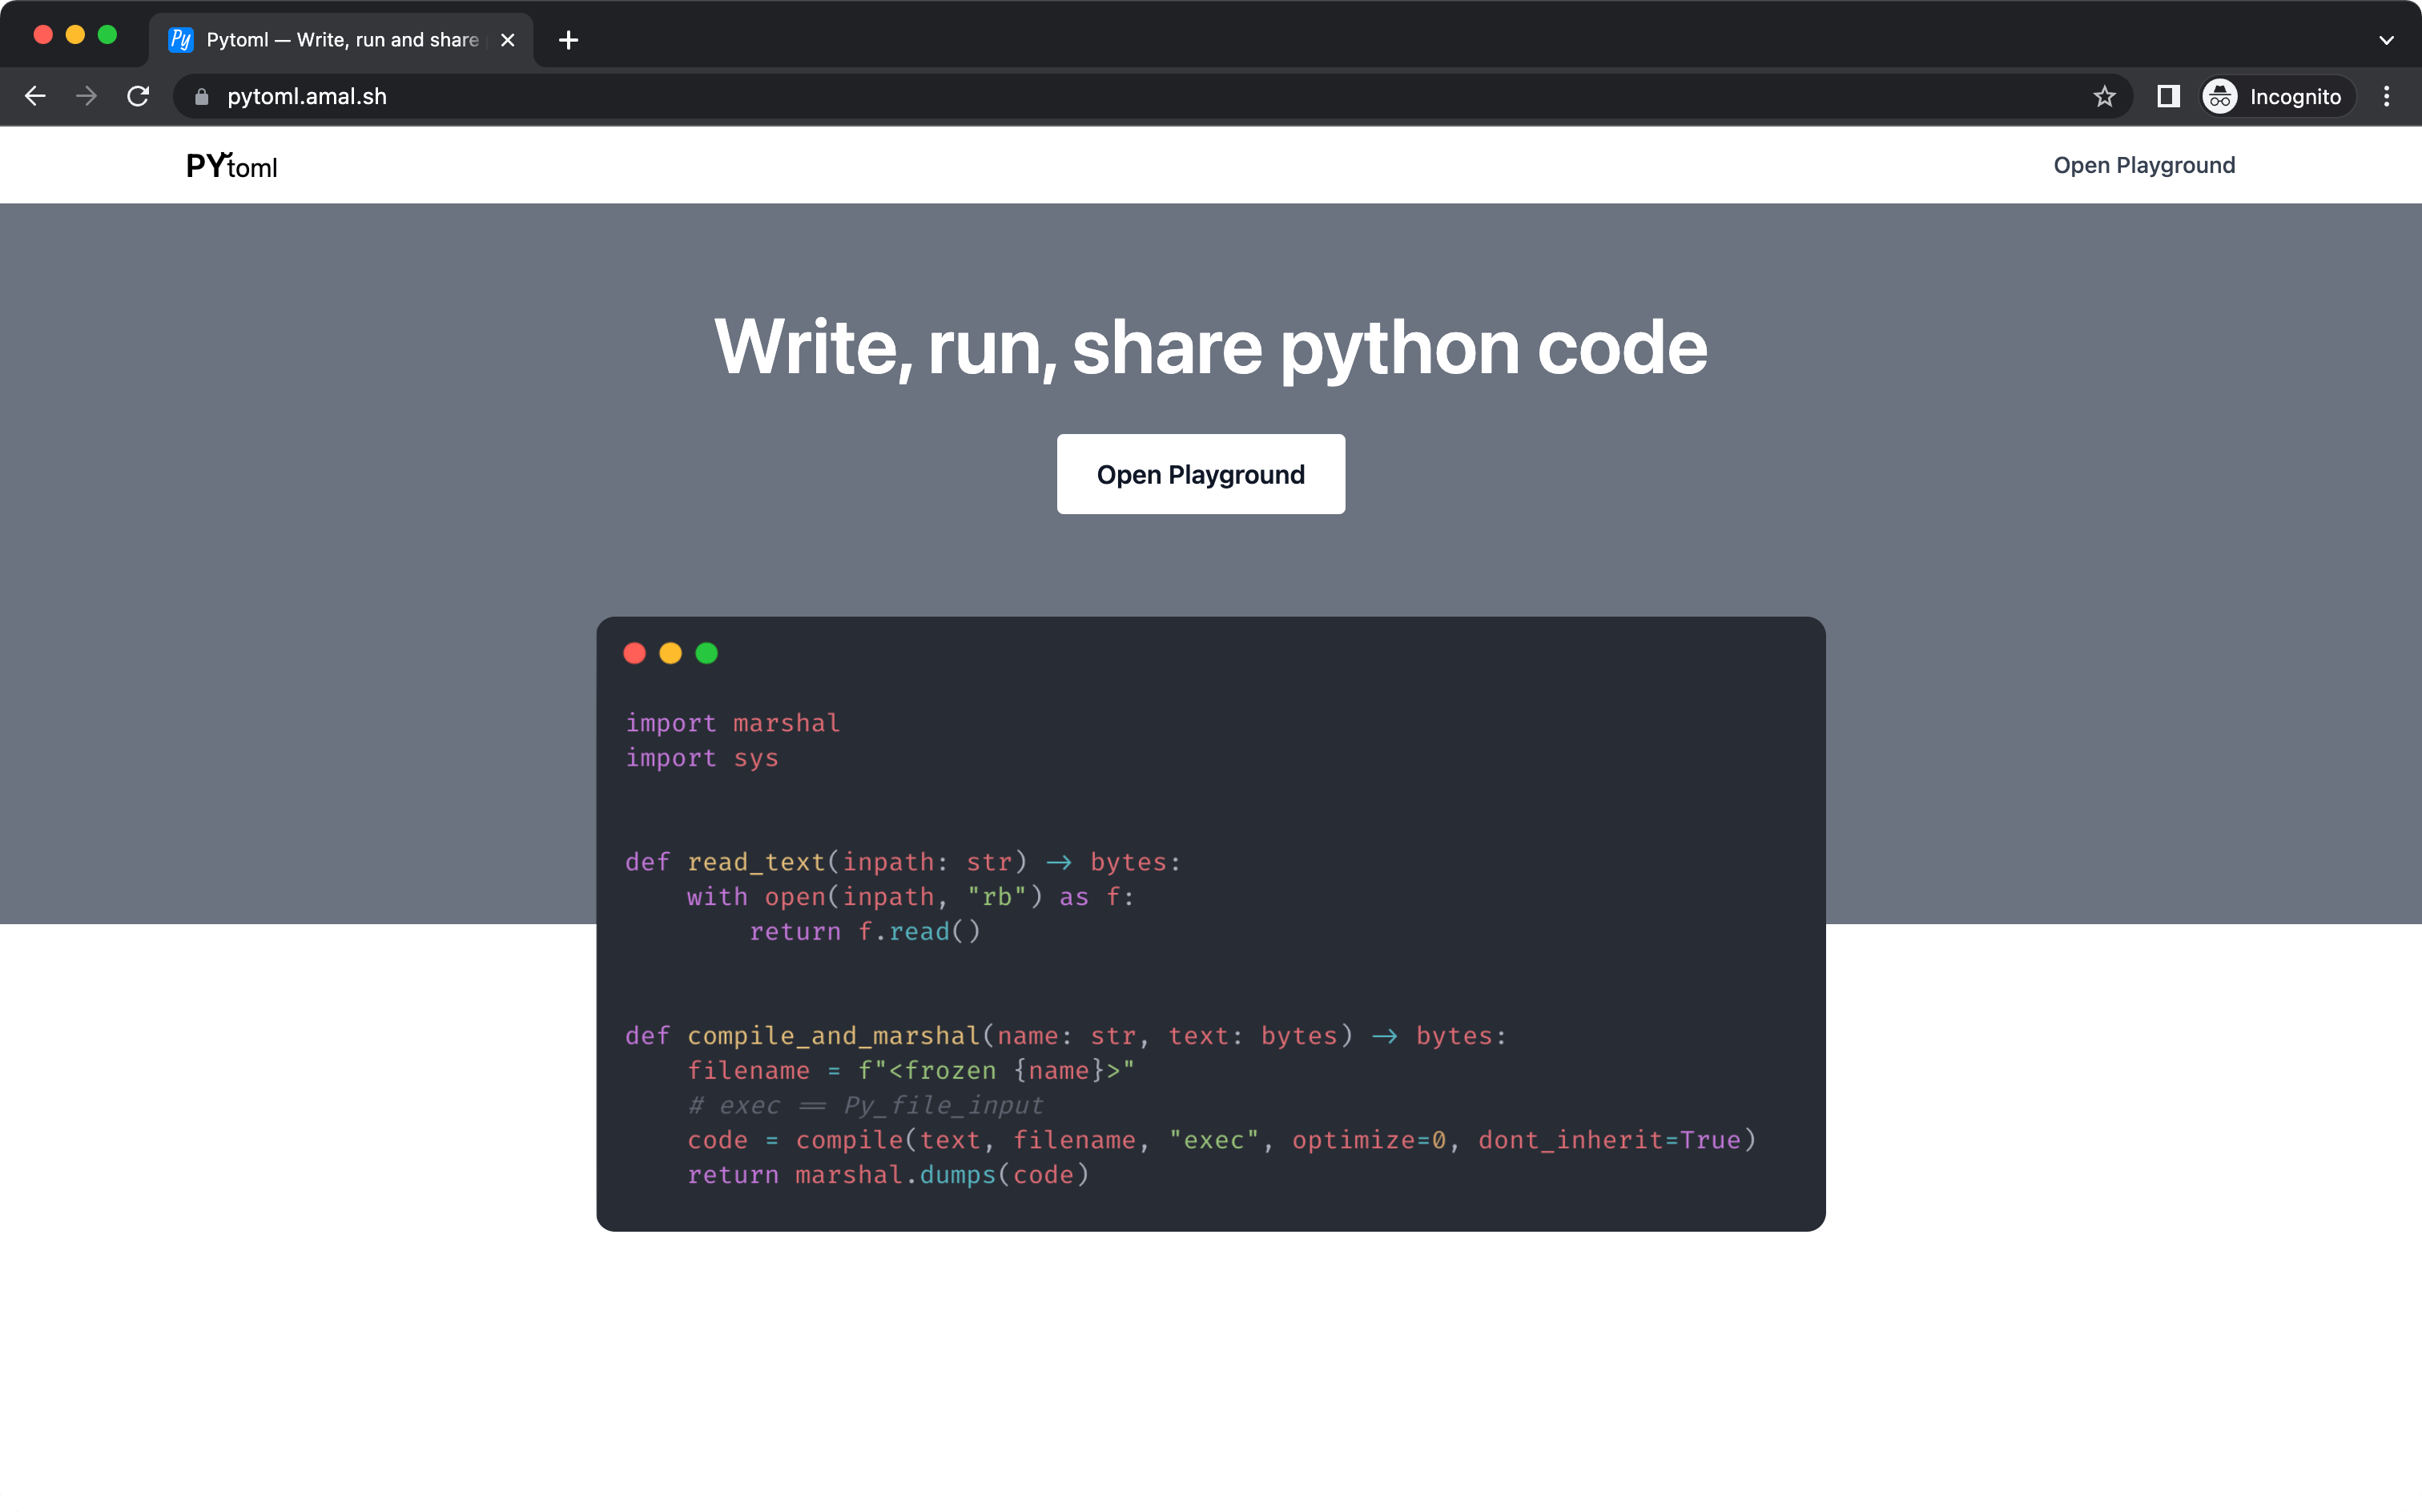 Py Pytoml — Write, run and share
pytoml.amal.sh
Incognito
PYtoml
Open Playground
Write, run, share python code
Open Playground
import marshal
import sys
def read_text(inpath: str) → bytes:
    with open(inpath, "rb") as f:
        return f.read()
def compile_and_marshal(name: str, text: bytes) → bytes:
    filename = f"<frozen {name}>"
    # exec == Py_file_input
    code = compile(text, filename, "exec", optimize=0, dont_inherit=True)
    return marshal.dumps(code)